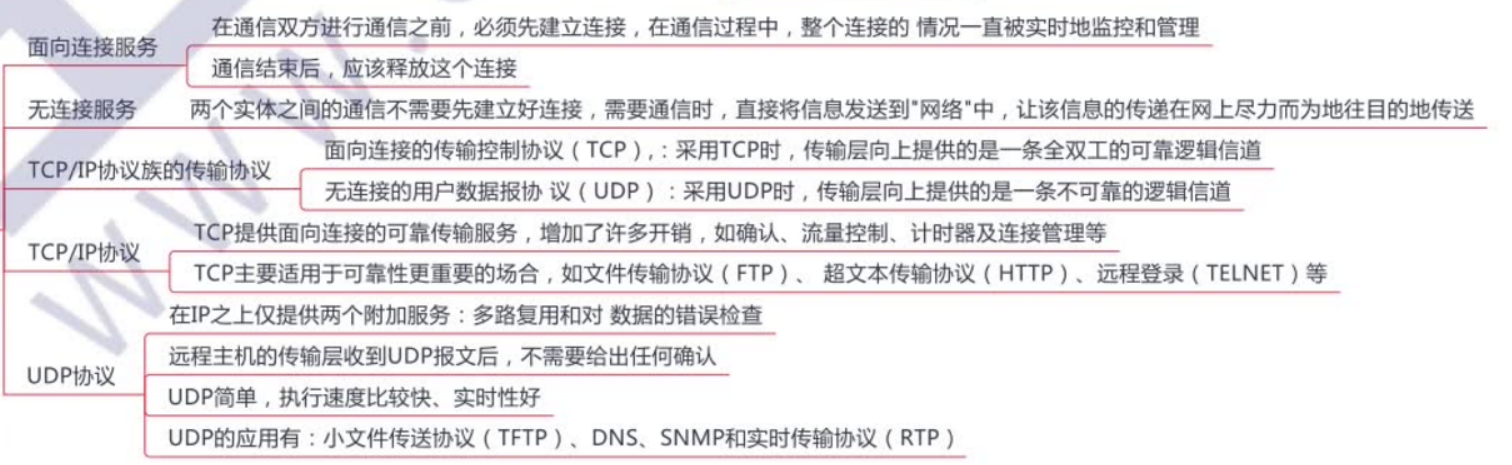 面向连接服务
在通信双方进行通信之前，必须先建立连接，在通信过程中，整个连接的 情况一直被实时地监控和管理
通信结束后，应该释放这个连接
无连接服务
两个实体之间的通信不需要先建立好连接，需要通信时，直接将信息发送到"网络"中，让该信息的传递在网上尽力而为地往目的地传送
TCP/IP协议族的传输协议
面向连接的传输控制协议（TCP），：采用TCP时，传输层向上提供的是一条全双工的可靠逻辑信道
无连接的用户数据报协 议（UDP）：采用UDP时，传输层向上提供的是一条不可靠的逻辑信道
TCP/IP协议
TCP提供面向连接的可靠传输服务，增加了许多开销，如确认、流量控制、计时器及连接管理等
TCP主要适用于可靠性更重要的场合，如文件传输协议（FTP）、 超文本传输协议（HTTP）、远程登录（TELNET）等
UDP协议
在IP之上仅提供两个附加服务：多路复用和对 数据的错误检查
远程主机的传输层收到UDP报文后，不需要给出任何确认
UDP简单，执行速度比较快、实时性好
UDP的应用有：小文件传送协议（TFTP）、DNS、SNMP和实时传输协议（RTP）
www.